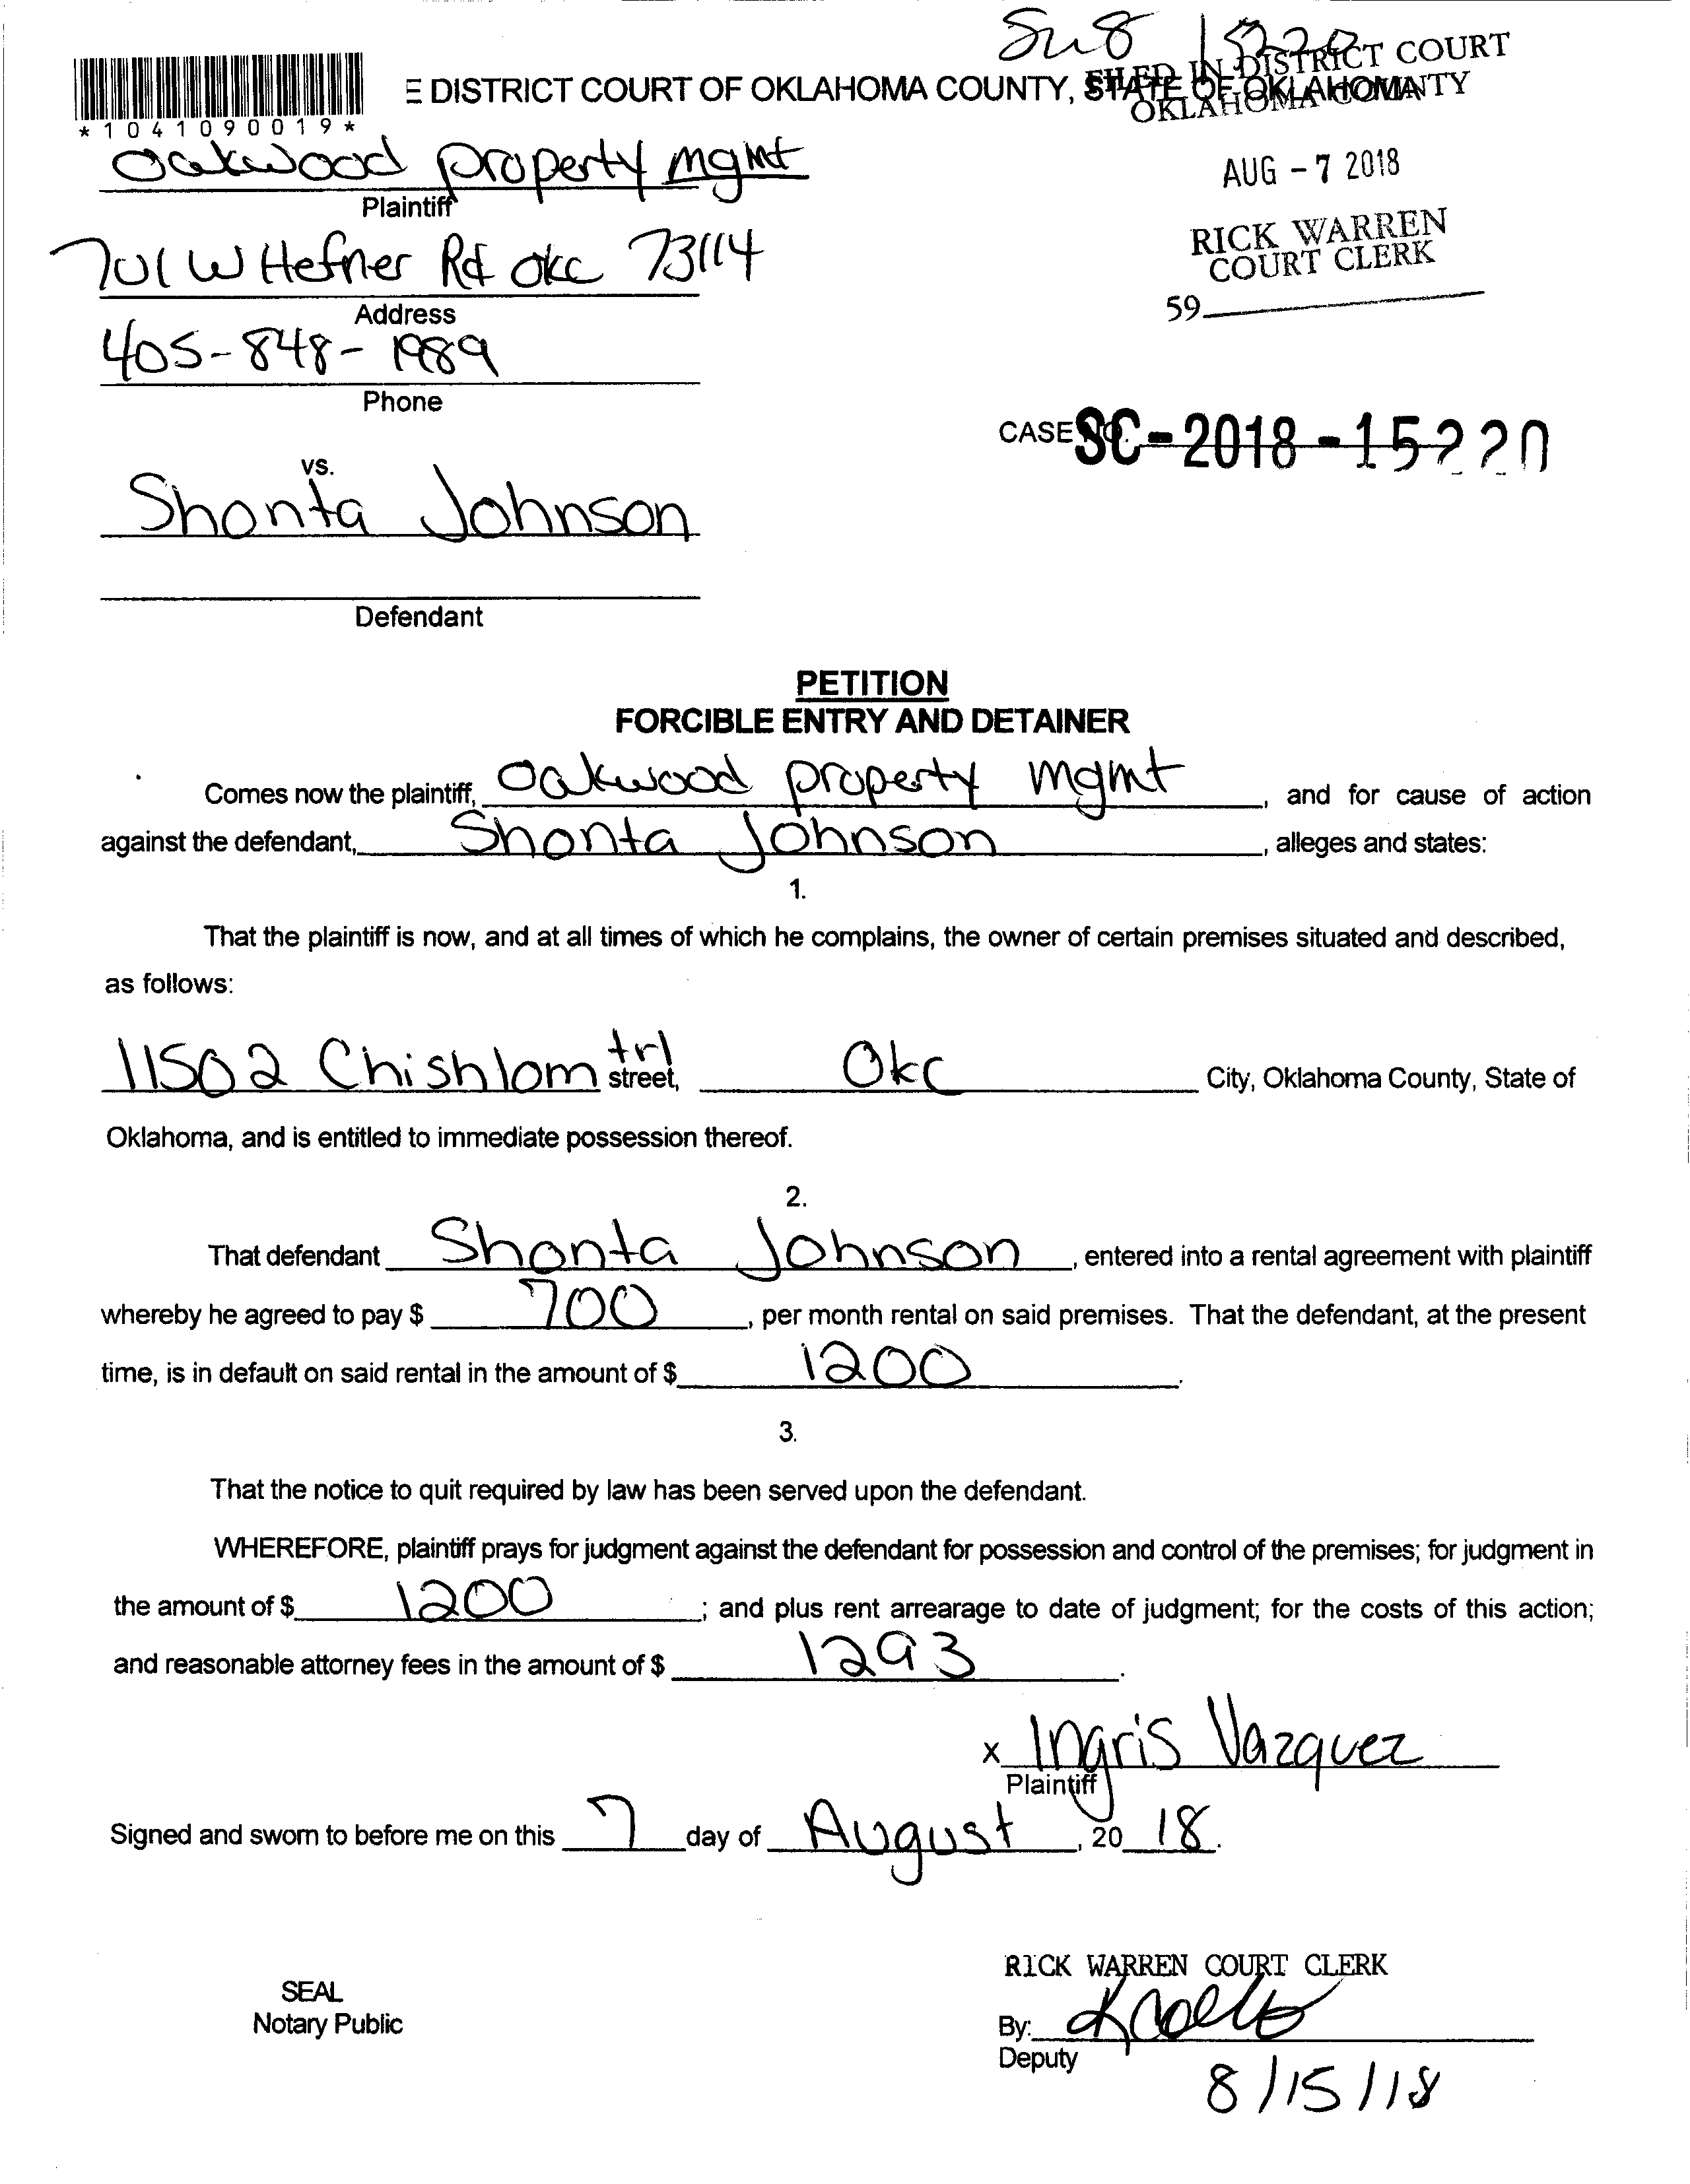 Su8 15220
E DISTRICT COURT OF OKLAHOMA COUNTY, STATE OF OKLAHOMA
FILED IN DISTRICT COURT
OKLAHOMA COUNTY
*1041090019*
Oakwood property mgmt
Plaintiff
AUG - 7 2018
701 W Hefner Rd okc 73114
Address
RICK WARREN
COURT CLERK
59
405-848-1989
Phone
CASE NO. SC-2018-15220
vs.
Shonta Johnson
Defendant
PETITION
FORCIBLE ENTRY AND DETAINER
Comes now the plaintiff, Oakwood property mgmt, and for cause of action
against the defendant, Shonta Johnson, alleges and states:
1.
That the plaintiff is now, and at all times of which he complains, the owner of certain premises situated and described,
as follows:
11502 Chishlom trl street, Okc City, Oklahoma County, State of
Oklahoma, and is entitled to immediate possession thereof.
2.
That defendant Shonta Johnson, entered into a rental agreement with plaintiff
whereby he agreed to pay $ 700, per month rental on said premises. That the defendant, at the present
time, is in default on said rental in the amount of $ 1200.
3.
That the notice to quit required by law has been served upon the defendant.
WHEREFORE, plaintiff prays for judgment against the defendant for possession and control of the premises; for judgment in
the amount of $ 1200; and plus rent arrearage to date of judgment; for the costs of this action;
and reasonable attorney fees in the amount of $ 1293.
x Ingris Vazquez
Plaintiff
Signed and sworn to before me on this 7 day of August, 20 18.
RICK WARREN COURT CLERK
SEAL
Notary Public
By:
Deputy
8/15/18